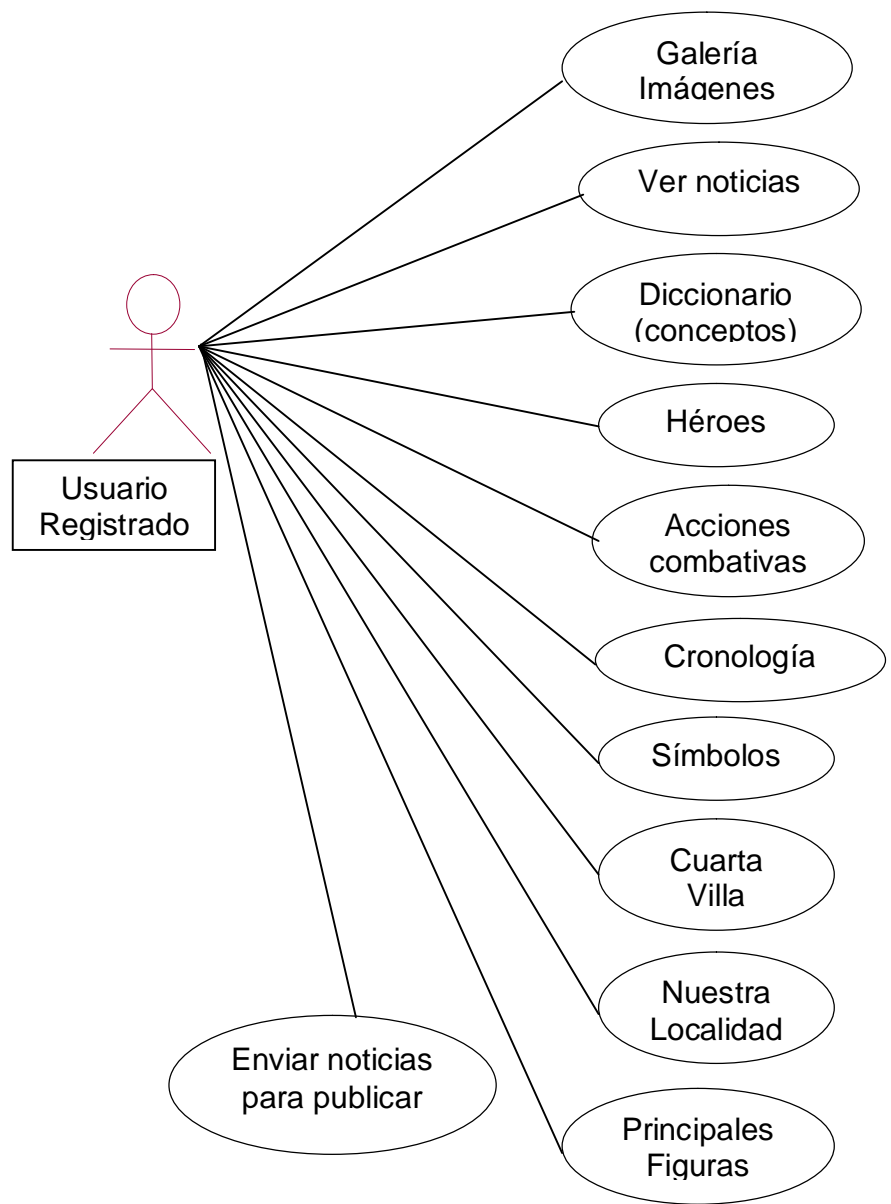 Galería
Imágenes
Ver noticias
Diccionario
(conceptos)
Héroes
Usuario
Registrado
Acciones
combativas
Cronología
Símbolos
Cuarta
Villa
Nuestra
Localidad
Enviar noticias
para publicar
Principales
Figuras